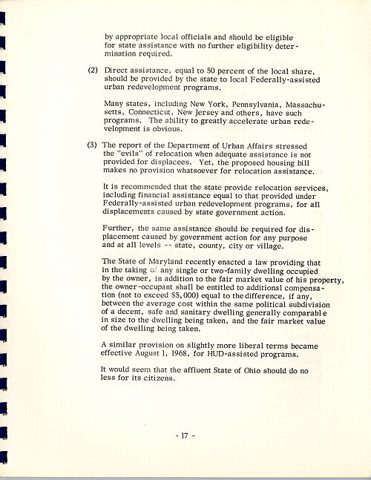 by appropriate local officials and should be eligible
for state assistance with no further eligibility deter-
mination required.
(2) Direct assistance, equal to 50 percent of the local share,
should be provided by the state to local Federally-assisted
urban redevelopment programs.
Many states, including New York, Pennsylvania, Massachu-
setts, Connecticut, New Jersey and others, have such
programs. The ability to greatly accelerate urban rede-
velopment is obvious.
(3) The report of the Department of Urban Affairs stressed
the "evils" of relocation when adequate assistance is not
provided for displacees. Yet, the proposed housing bill
makes no provision whatsoever for relocation assistance.
It is recommended that the state provide relocation services,
including financial assistance equal to that provided under
Federally-assisted urban redevelopment programs, for all
displacements caused by state government action.
Further, the same assistance should be required for dis-
placement caused by government action for any purpose
and at all levels -- state, county, city or village.
The State of Maryland recently enacted a law providing that
in the taking of any single or two-family dwelling occupied
by the owner, in addition to the fair market value of his property,
the owner-occupant shall be entitled to additional compensa-
tion (not to exceed $5,000) equal to the difference, if any,
between the average cost within the same political subdivision
of a decent, safe and sanitary dwelling generally comparable
in size to the dwelling being taken, and the fair market value
of the dwelling being taken.
A similar provision on slightly more liberal terms became
effective August 1, 1968, for HUD-assisted programs.
It would seem that the affluent State of Ohio should do no
less for its citizens.
- 17 -